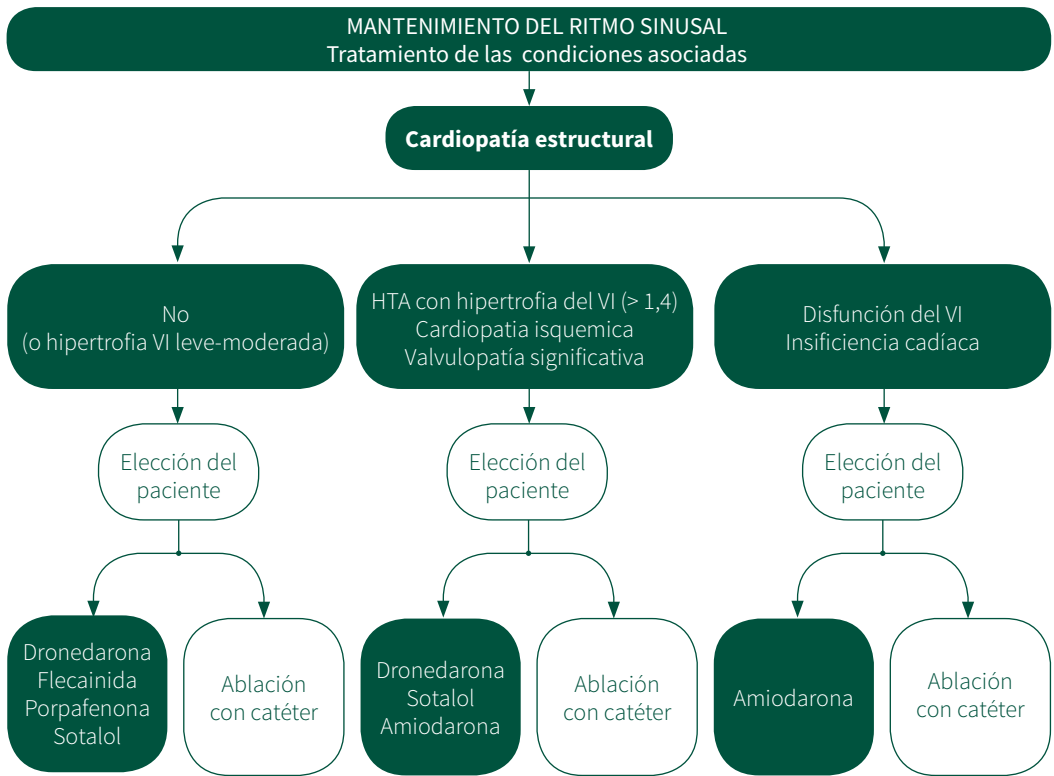 MANTENIMIENTO DEL RITMO SINUSAL
Tratamiento de las condiciones asociadas
Cardiopatía estructural
No
(o hipertrofia VI leve-moderada)
HTA con hipertrofia del VI (> 1,4)
Cardiopatia isquemica
Valvulopatía significativa
Disfunción del VI
Insificiencia cadíaca
Elección del
paciente
Elección del
paciente
Elección del
paciente
Dronedarona
Flecainida
Porpafenona
Sotalol
Ablación
con catéter
Dronedarona
Sotalol
Amiodarona
Ablación
con catéter
Amiodarona
Ablación
con catéter